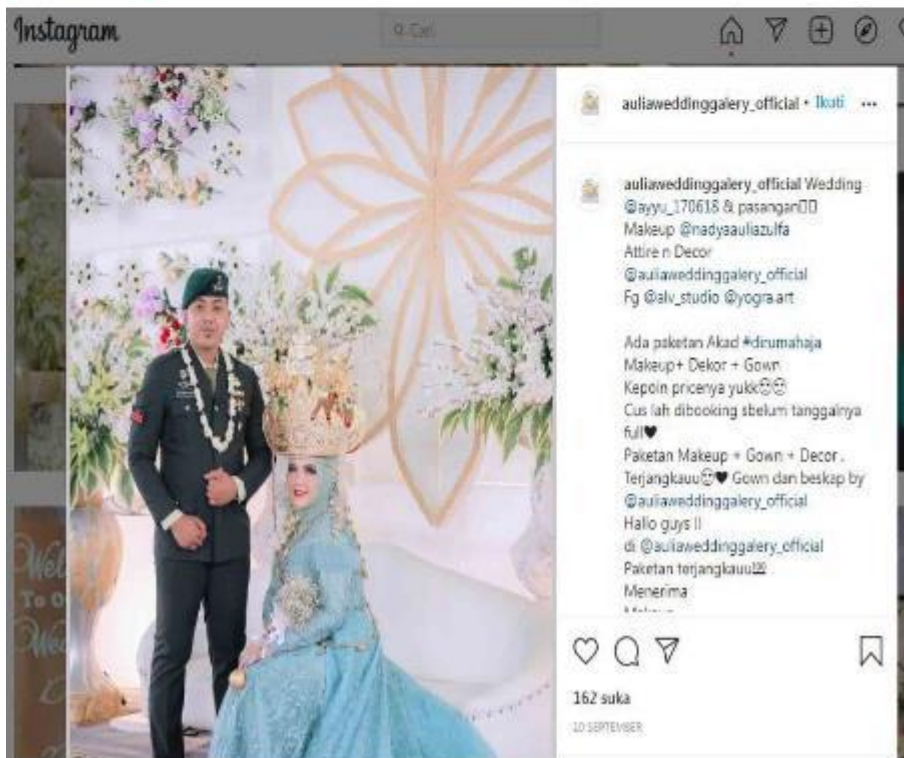 Instagram
Cari
auliaweddinggalery_official • Ikuti
auliaweddinggalery_official Wedding
@ayyu_170618 & pasangan
Makeup @nadyaauliazulfa
Attire n Decor
@auliaweddinggalery_official
Fg @alv_studio @yogra.art
Ada paketan Akad #dirumahaja
Makeup+ Dekor + Gown
Kepoin pricenya yukk
Cus lah dibooking sbelum tanggalnya
full♥
Paketan Makeup + Gown + Decor .
Terjangkauu♥ Gown dan beskap by
@auliaweddinggalery_official
Hallo guys !!
di @auliaweddinggalery_official
Paketan terjangkauu💯
Menerima
162 suka
10 SEPTEMBER
To O